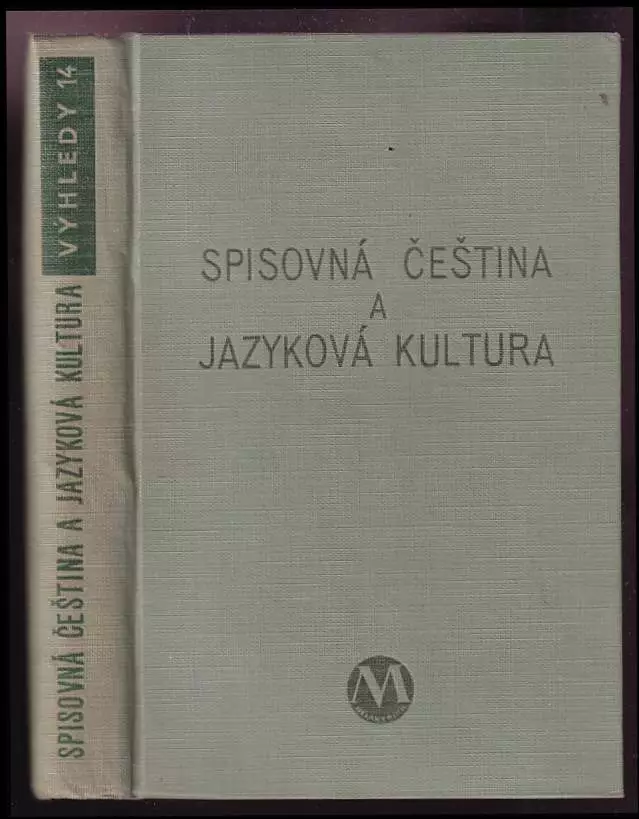 VÝHLEDY 14
SPISOVNÁ ČEŠTINA A JAZYKOVÁ KULTURA
SPISOVNÁ ČEŠTINA
A
JAZYKOVÁ KULTURA
M